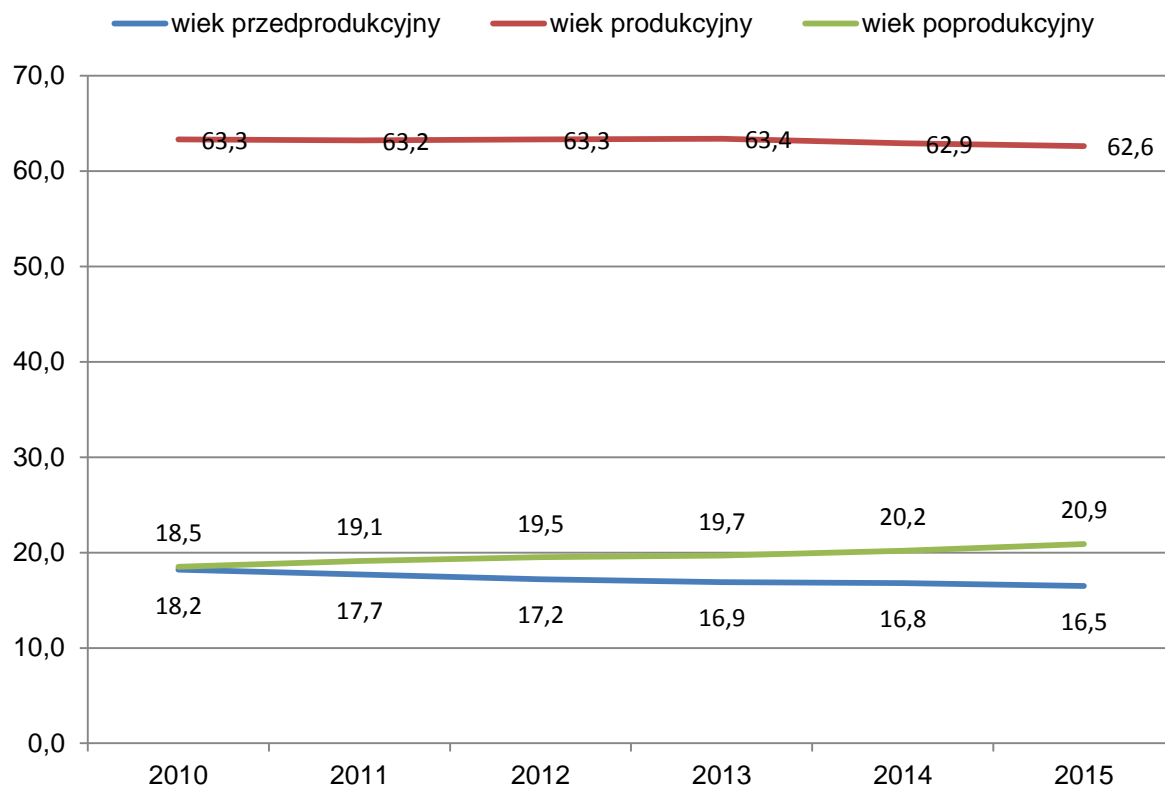 wiek przedprodukcyjny wiek produkcyjny wiek poprodukcyjny
70,0
63,3 63,2 63,3 63,4 62,9 62,6
60,0
50,0
40,0
30,0
18,5 19,1 19,5 19,7 20,2 20,9
20,0
18,2 17,7 17,2 16,9 16,8 16,5
10,0
0,0
2010 2011 2012 2013 2014 2015